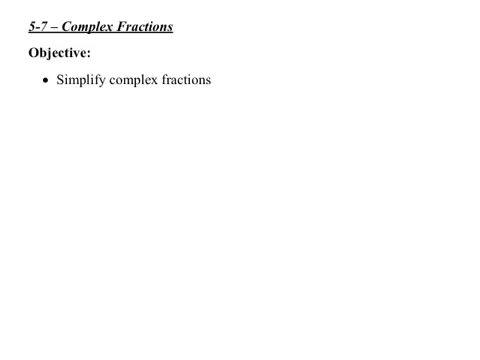 5-7 – Complex Fractions
Objective:
• Simplify complex fractions